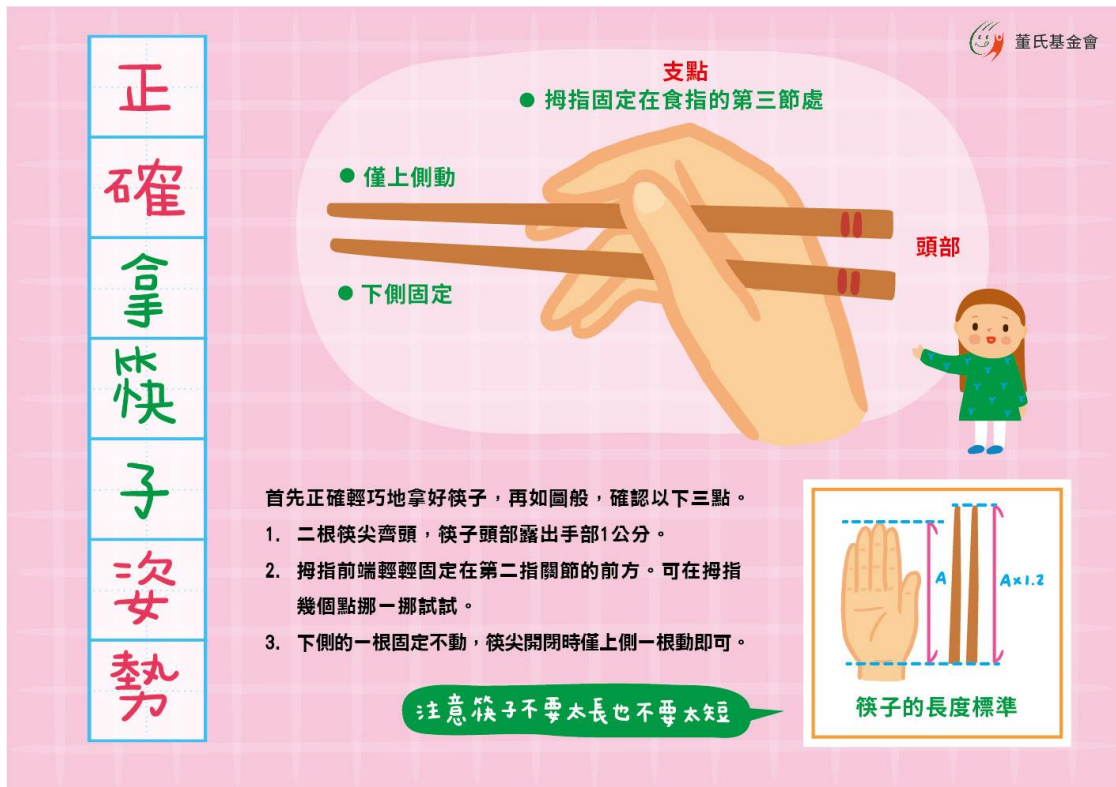 正確拿筷子姿勢
董氏基金會
支點
● 拇指固定在食指的第三節處
● 僅上側動
頭部
● 下側固定
首先正確輕巧地拿好筷子，再如圖般，確認以下三點。
1. 二根筷尖齊頭，筷子頭部露出手部1公分。
2. 拇指前端輕輕固定在第二指關節的前方。可在拇指
幾個點挪一挪試試。
3. 下側的一根固定不動，筷尖開閉時僅上側一根動即可。
注意筷子不要太長也不要太短
A
Ax1.2
筷子的長度標準